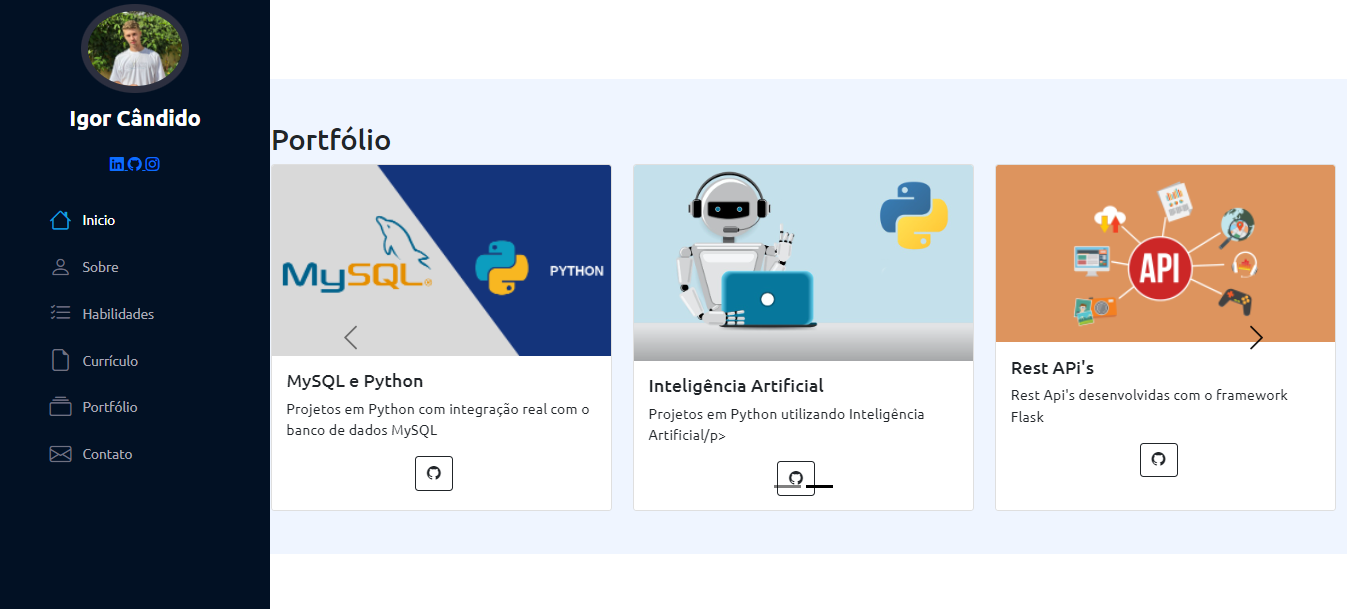 Igor Cândido
Inicio
Sobre
Habilidades
Currículo
Portfólio
Contato
Portfólio
MySQL
PYTHON
MySQL e Python
Projetos em Python com integração real com o
banco de dados MySQL
Inteligência Artificial
Projetos em Python utilizando Inteligência
Artificial/p>
API
Rest APi's
Rest Api's desenvolvidas com o framework
Flask